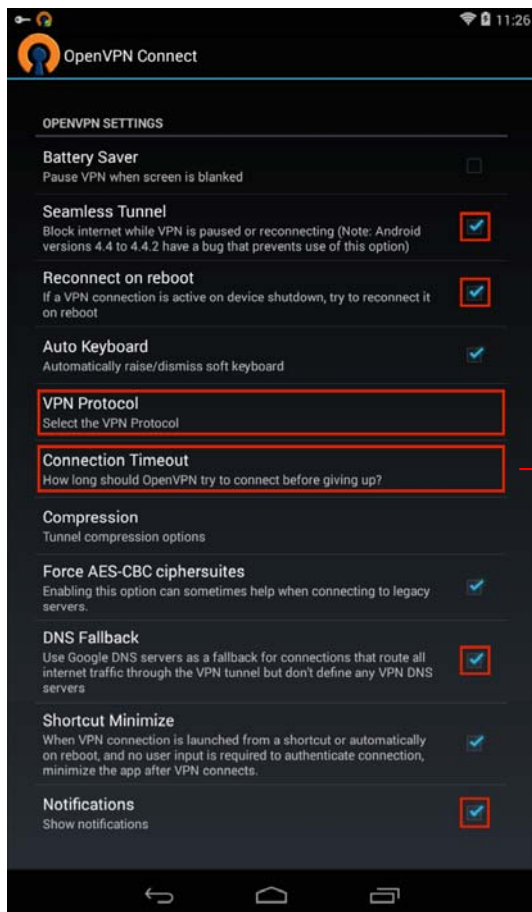 11:26
OpenVPN Connect
OPENVPN SETTINGS
Battery Saver
Pause VPN when screen is blanked
Seamless Tunnel
Block internet while VPN is paused or reconnecting (Note: Android
versions 4.4 to 4.4.2 have a bug that prevents use of this option)
Reconnect on reboot
If a VPN connection is active on device shutdown, try to reconnect it
on reboot
Auto Keyboard
Automatically raise/dismiss soft keyboard
VPN Protocol
Select the VPN Protocol
Connection Timeout
How long should OpenVPN try to connect before giving up?
Compression
Tunnel compression options
Force AES-CBC ciphersuites
Enabling this option can sometimes help when connecting to legacy
servers.
DNS Fallback
Use Google DNS servers as a fallback for connections that route all
internet traffic through the VPN tunnel but don't define any VPN DNS
servers
Shortcut Minimize
When VPN connection is launched from a shortcut or automatically
on reboot, and no user input is required to authenticate connection,
minimize the app after VPN connects.
Notifications
Show notifications